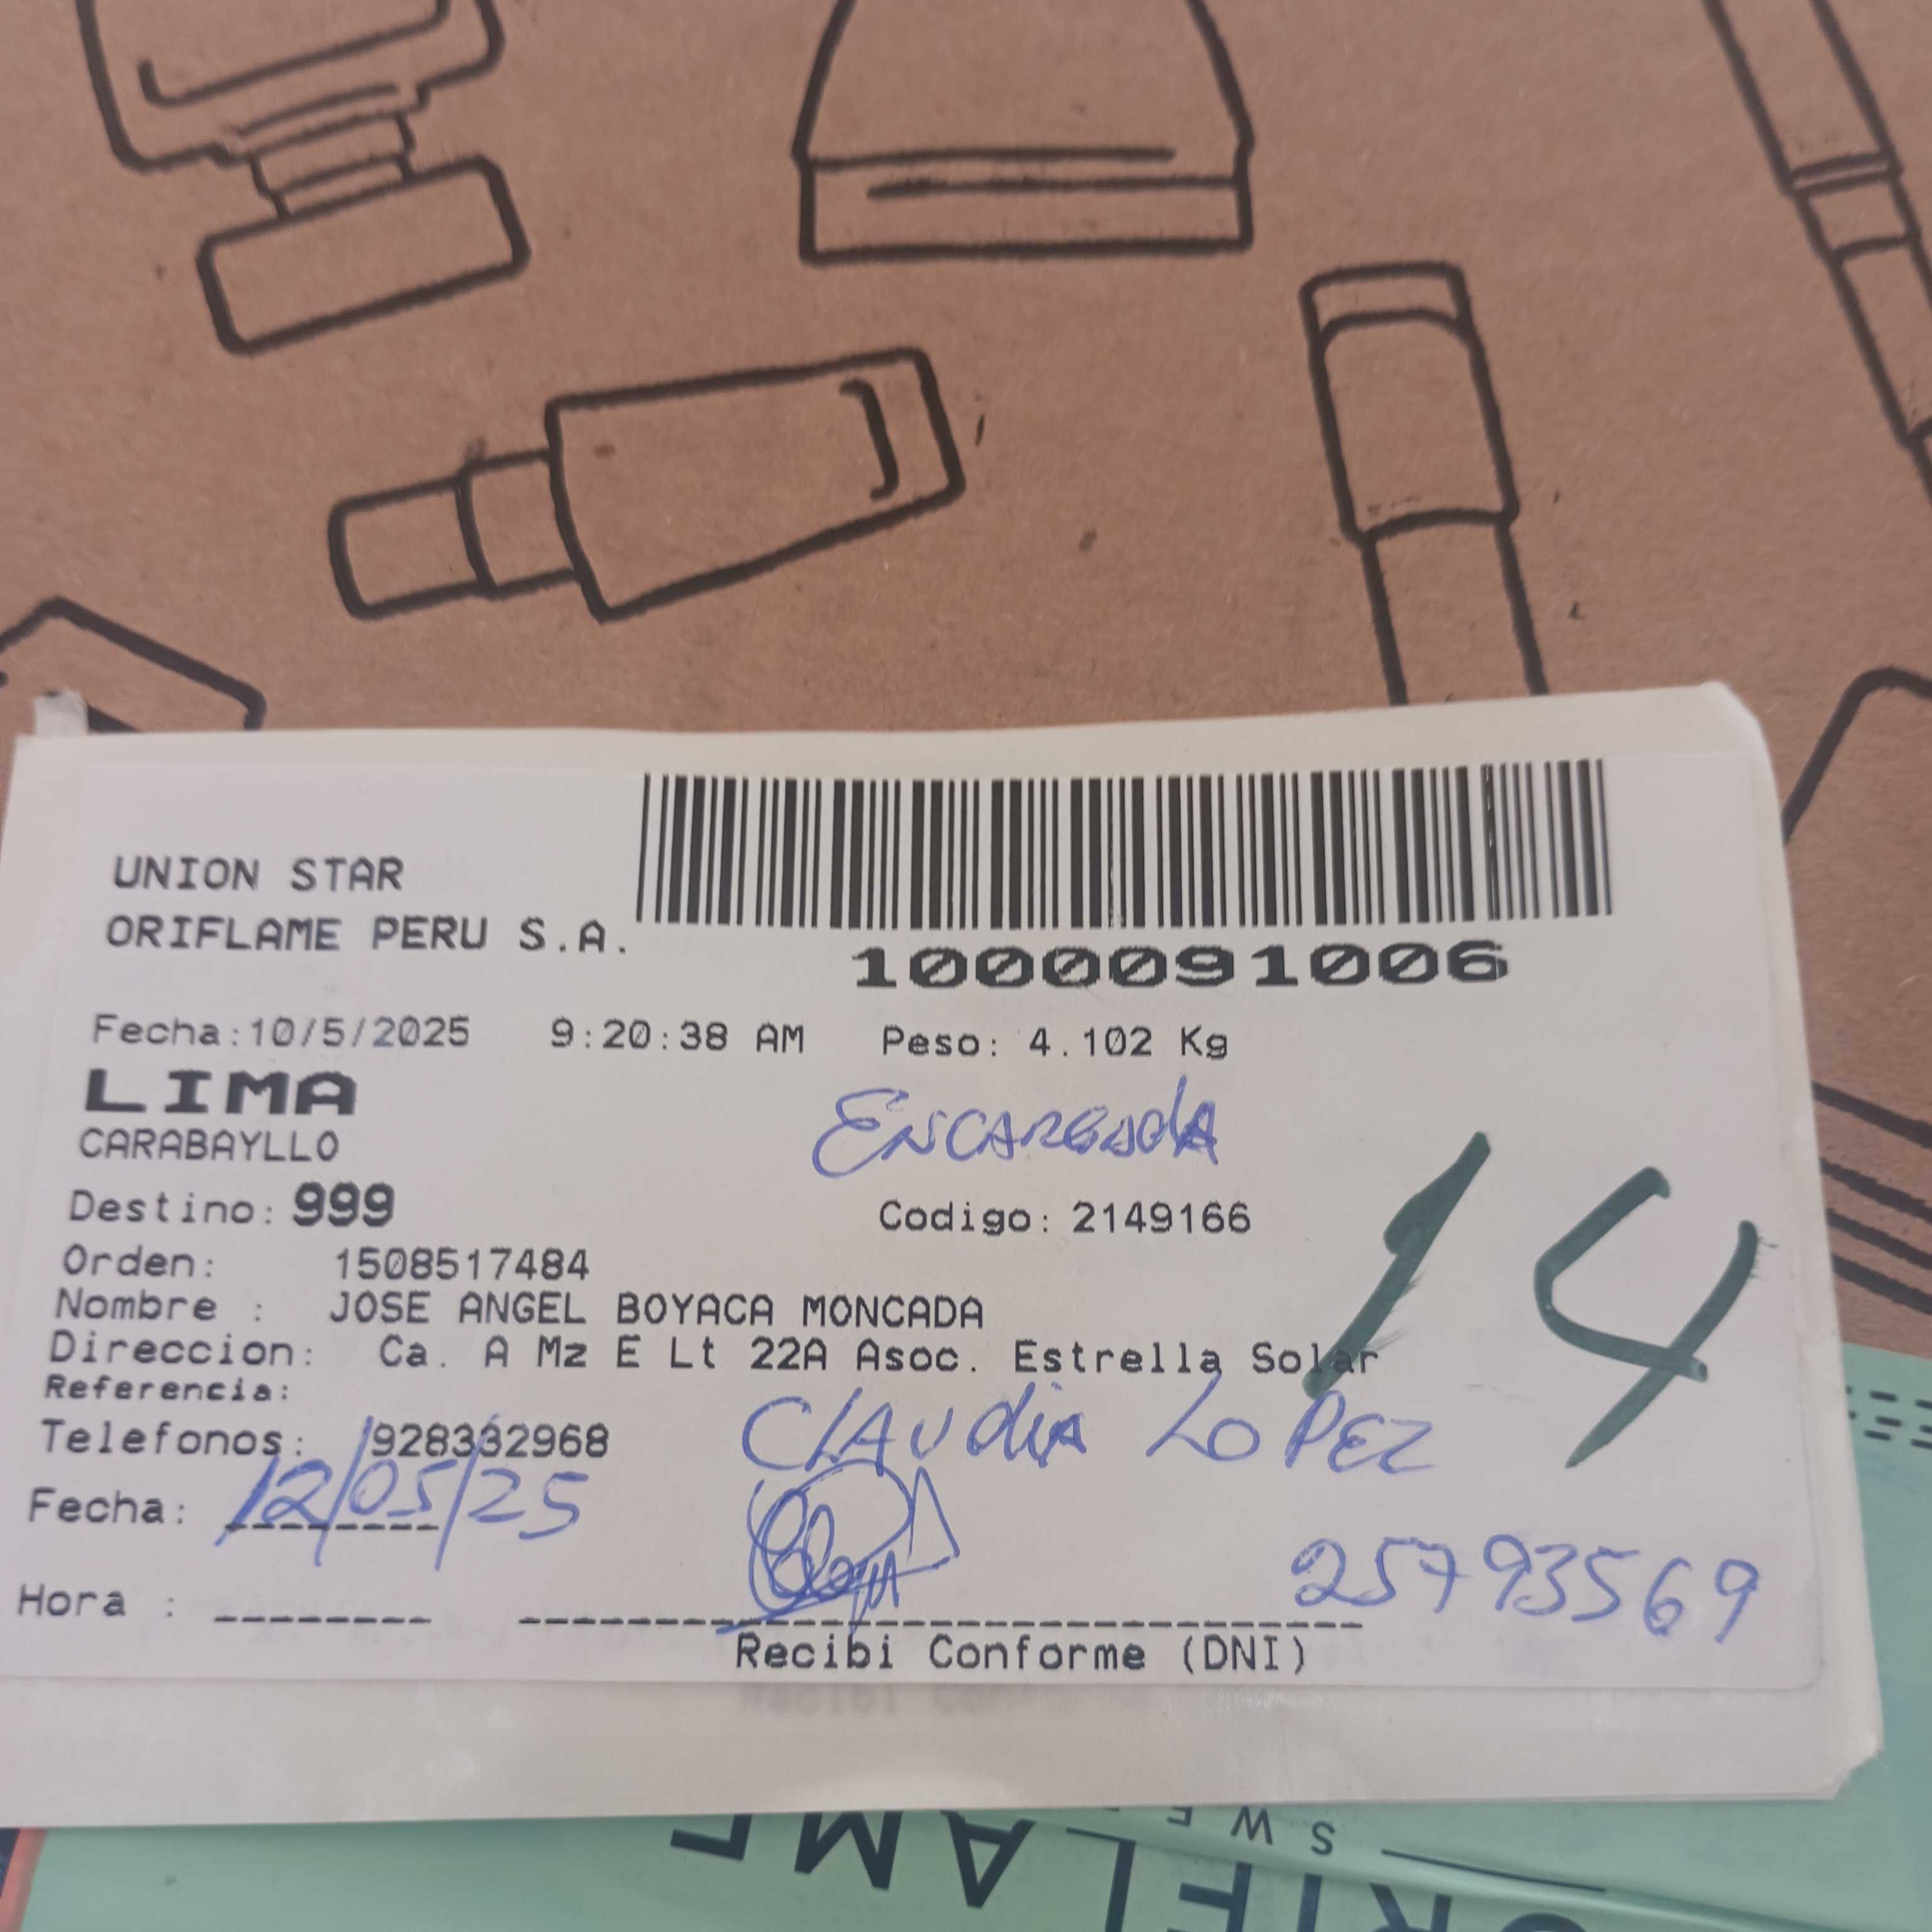 UNION STAR
ORIFLAME PERU S.A.
1000091006
Fecha:10/5/2025 9:20:38 AM Peso: 4.102 Kg
LIMA
CARABAYLLO
ENCARGADA
Destino: 999 Codigo: 2149166
14
Orden: 1508517484
Nombre : JOSE ANGEL BOYACA MONCADA
Direccion: Ca. A Mz E Lt 22A Asoc. Estrella Solar
Referencia:
Telefonos: 928332968
CLAUDIA LOPEZ
Fecha: 12/05/25
25793569
Hora :
Recibi Conforme (DNI)
ORIFLAME
SWE